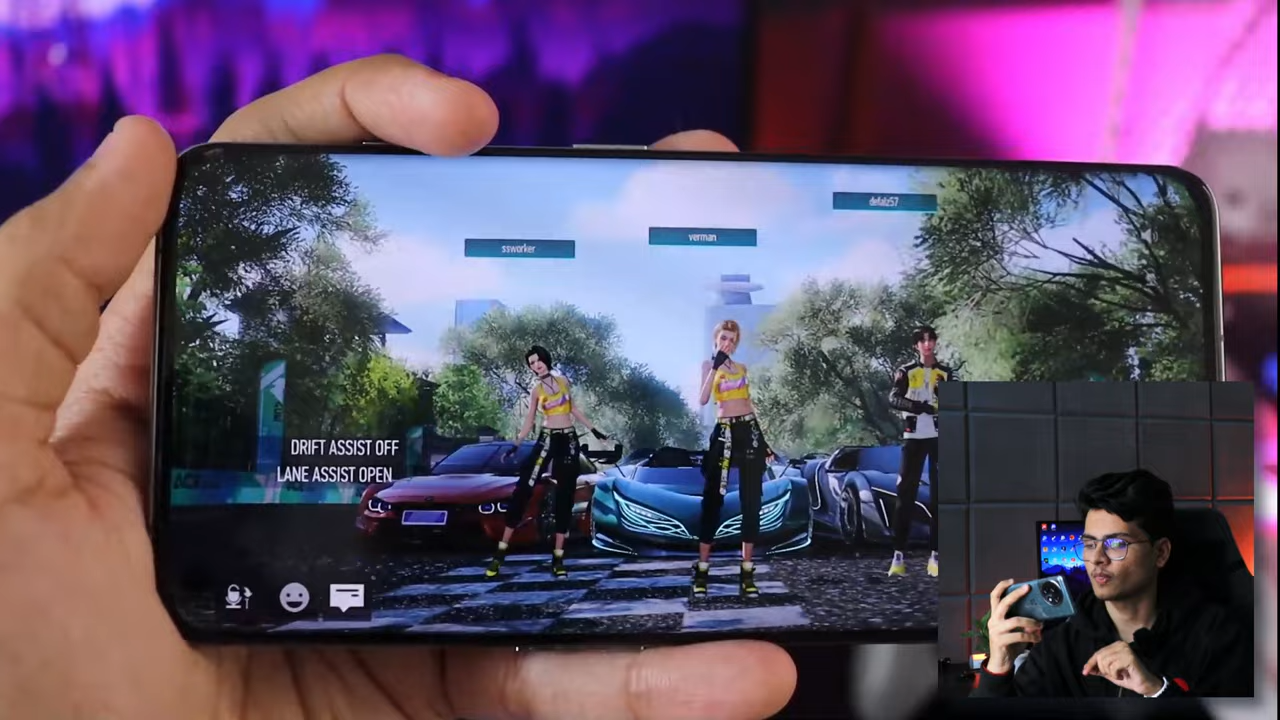 defalz57
verman
ssworker
DRIFT ASSIST OFF
LANE ASSIST OPEN